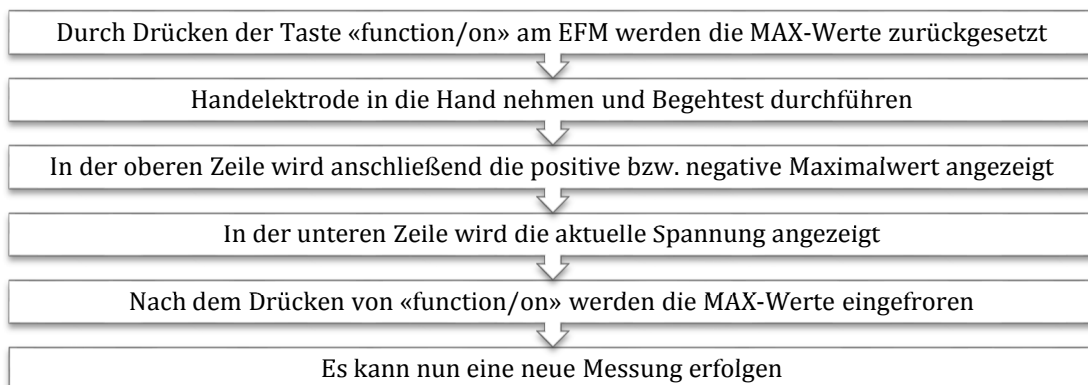 Durch Drücken der Taste «function/on» am EFM werden die MAX-Werte zurückgesetzt
Handelektrode in die Hand nehmen und Begehtest durchführen
In der oberen Zeile wird anschließend die positive bzw. negative Maximalwert angezeigt
In der unteren Zeile wird die aktuelle Spannung angezeigt
Nach dem Drücken von «function/on» werden die MAX-Werte eingefroren
Es kann nun eine neue Messung erfolgen